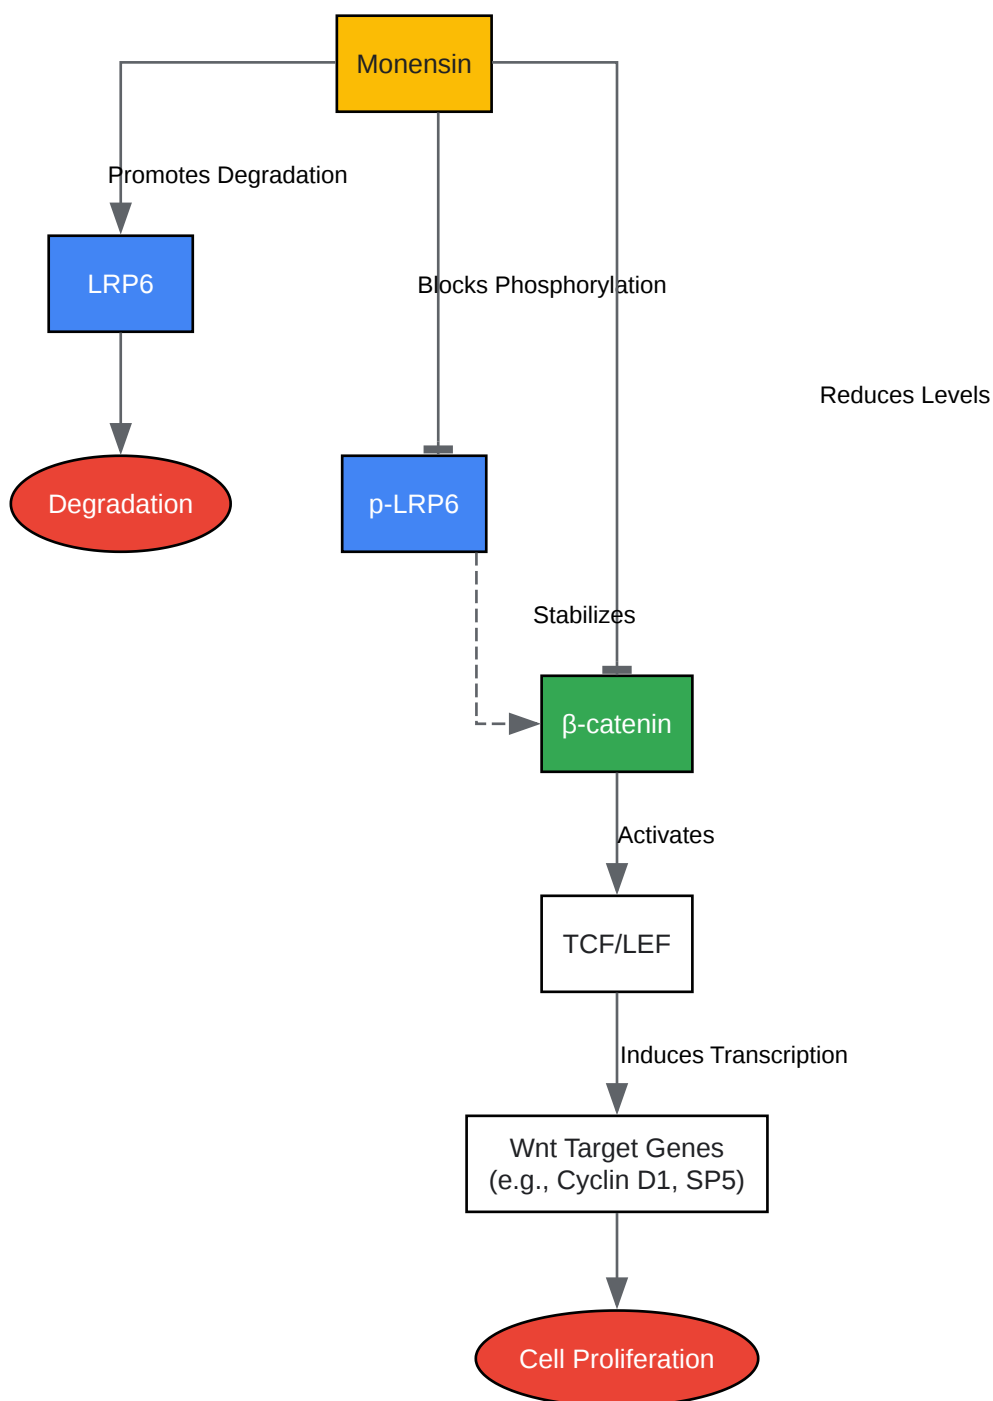 Monensin
Promotes Degradation
LRP6
Blocks Phosphorylation
Reduces Levels
Degradation
p-LRP6
Stabilizes
β-catenin
Activates
TCF/LEF
Induces Transcription
Wnt Target Genes
(e.g., Cyclin D1, SP5)
Cell Proliferation